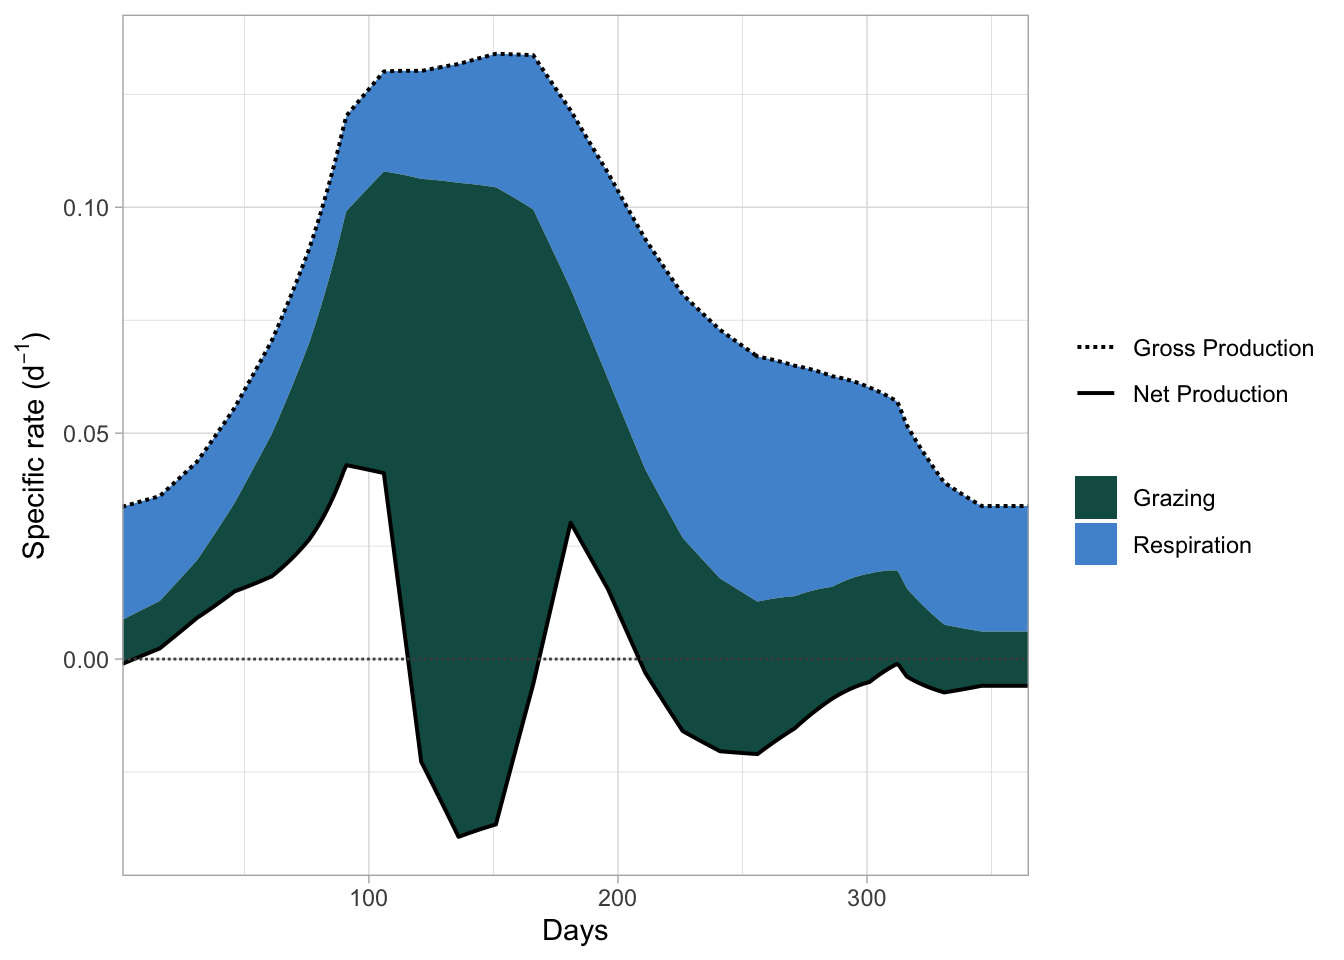 Specific rate (d⁻¹)
0.10
0.05
0.00
100 200 300
Days
Gross Production
Net Production
Grazing
Respiration